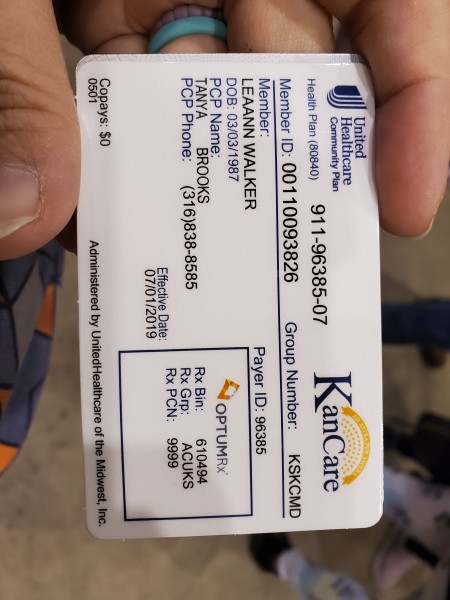 United
Healthcare
Community Plan
KanCare
Health Plan (80840) 911-96385-07
Member ID: 00110093826 Group Number: KSKCMD
Member:
LEAANN WALKER
DOB: 03/03/1987
PCP Name:
TANYA BROOKS
PCP Phone: (316)838-8585
Payer ID: 96385
OPTUMRx
Rx Bin: 610494
Rx Grp: ACUKS
Rx PCN: 9999
Effective Date:
07/01/2019
Copays: $0
0501
Administered by UnitedHealthcare of the Midwest, Inc.